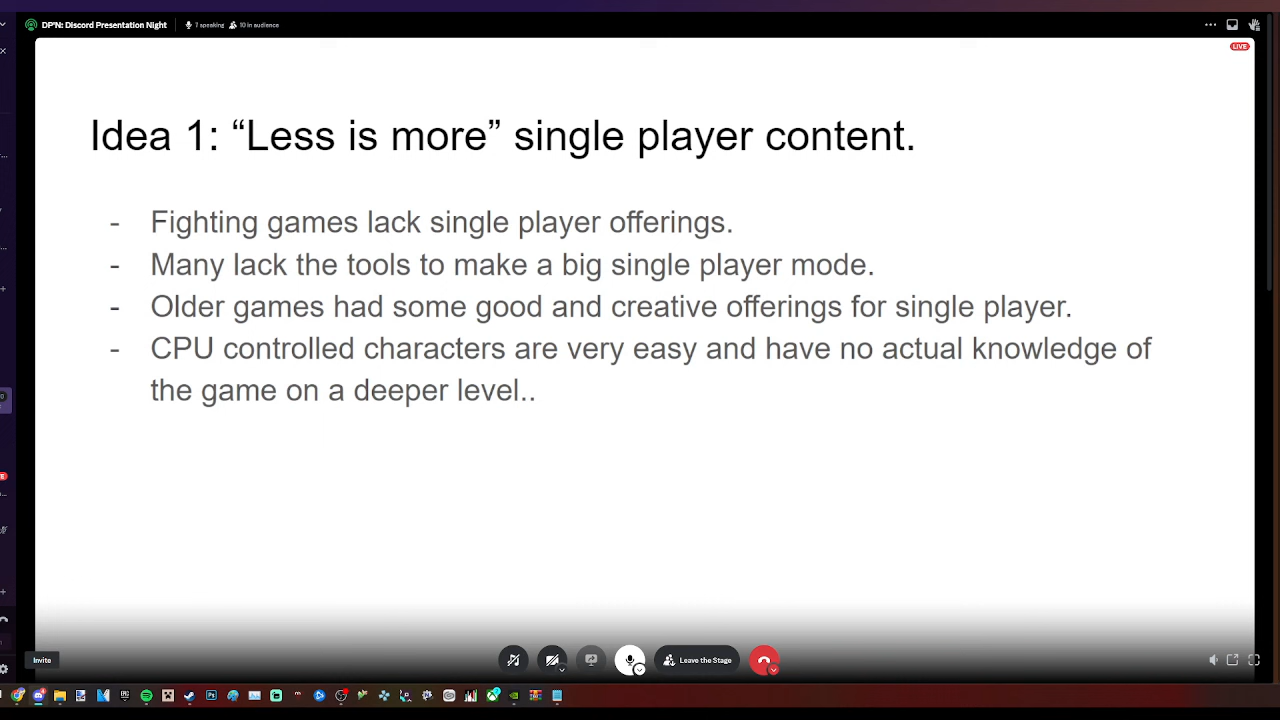 DP'N: Discord Presentation Night
7 speaking
10 in audience
LIVE
Idea 1: “Less is more” single player content.
- Fighting games lack single player offerings.
- Many lack the tools to make a big single player mode.
- Older games had some good and creative offerings for single player.
- CPU controlled characters are very easy and have no actual knowledge of
the game on a deeper level..
Invite
Leave the Stage